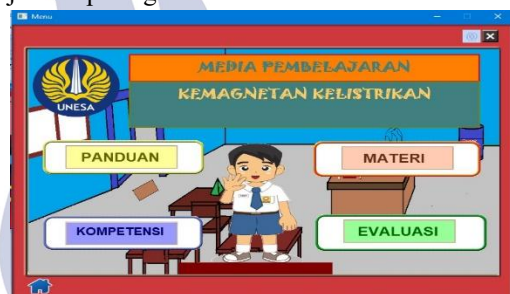 Menu
UNESA
MEDIA PEMBELAJARAN
KEMAGNETAN KELISTRIKAN
PANDUAN
MATERI
KOMPETENSI
EVALUASI